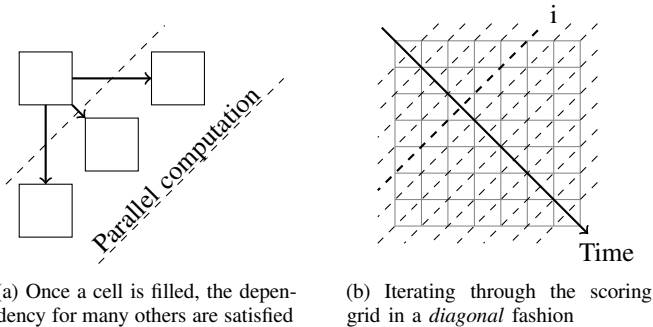 i
Parallel computation
Time
(a) Once a cell is filled, the depen-
dency for many others are satisfied
(b) Iterating through the scoring
grid in a diagonal fashion